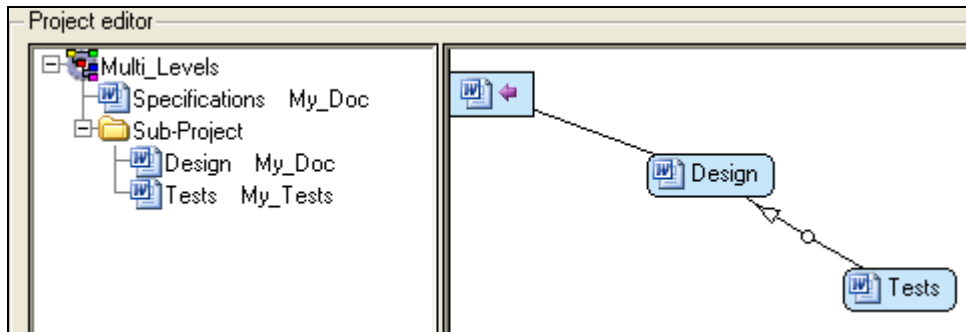 Project editor
Multi_Levels
Specifications My_Doc
Sub-Project
Design My_Doc
Tests My_Tests
Design
Tests